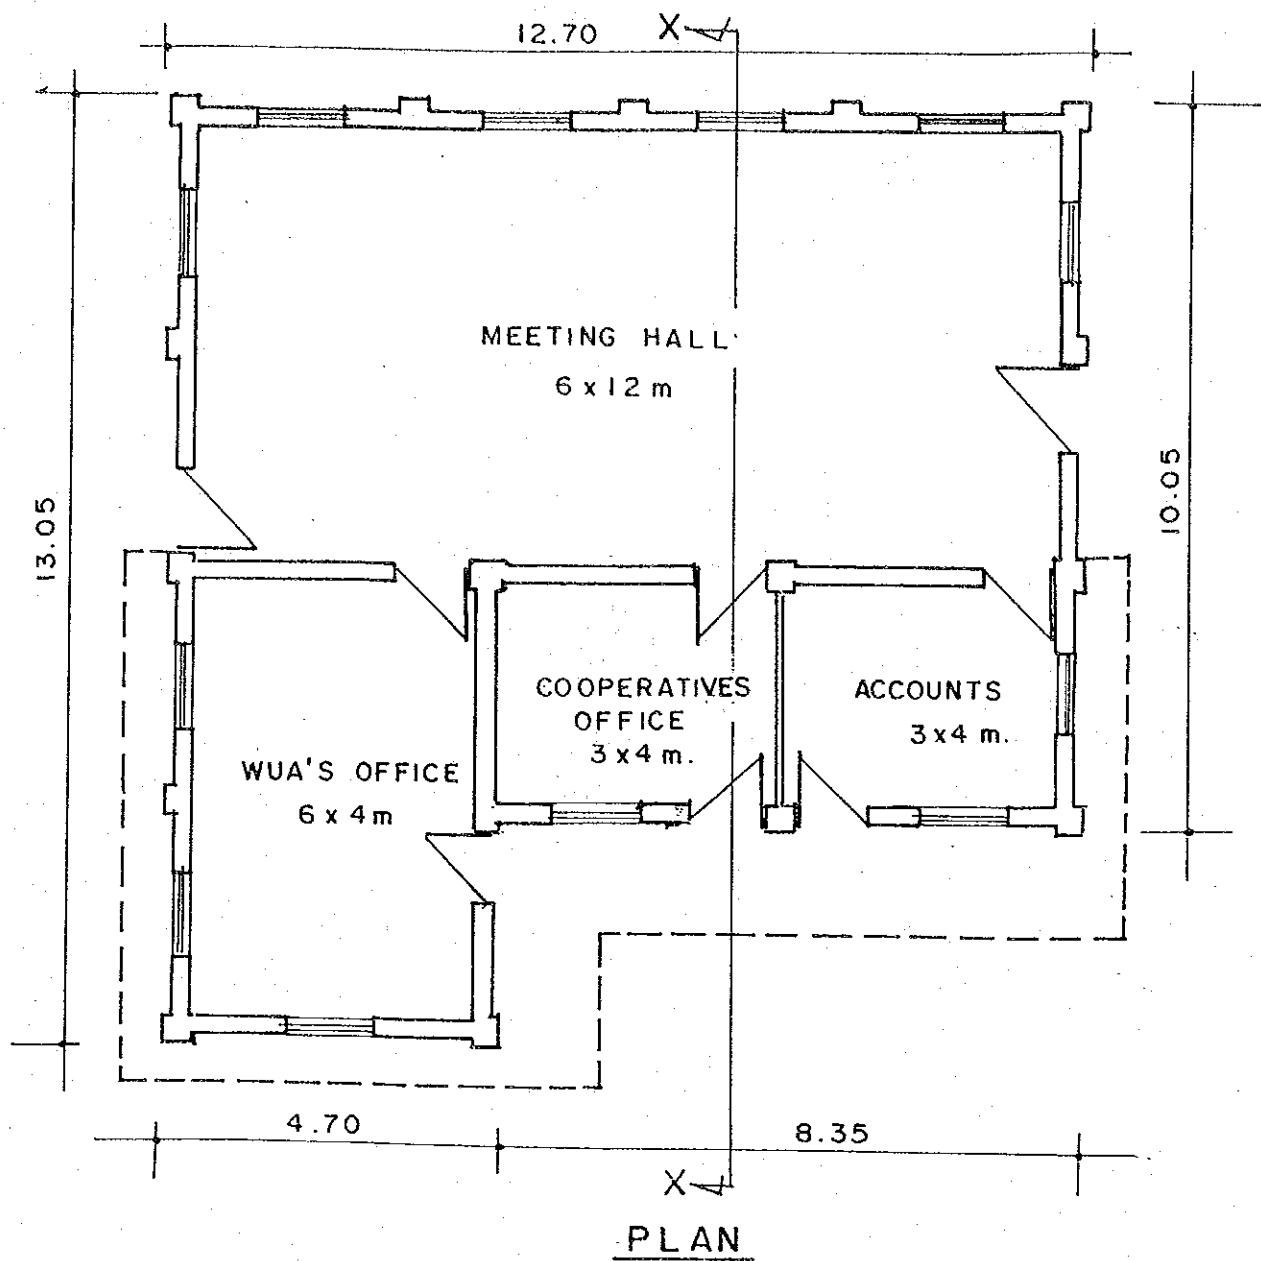 12.70
X
MEETING HALL
6 x 12 m
13.05
10.05
COOPERATIVES
OFFICE
3 x 4 m.
ACCOUNTS
3 x 4 m.
WUA'S OFFICE
6 x 4 m
4.70
8.35
X
PLAN